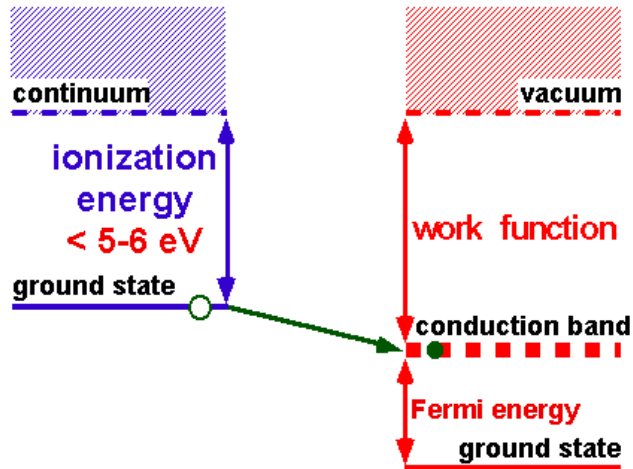 continuum
ionization
energy
< 5-6 eV
ground state
vacuum
work function
conduction band
Fermi energy
ground state